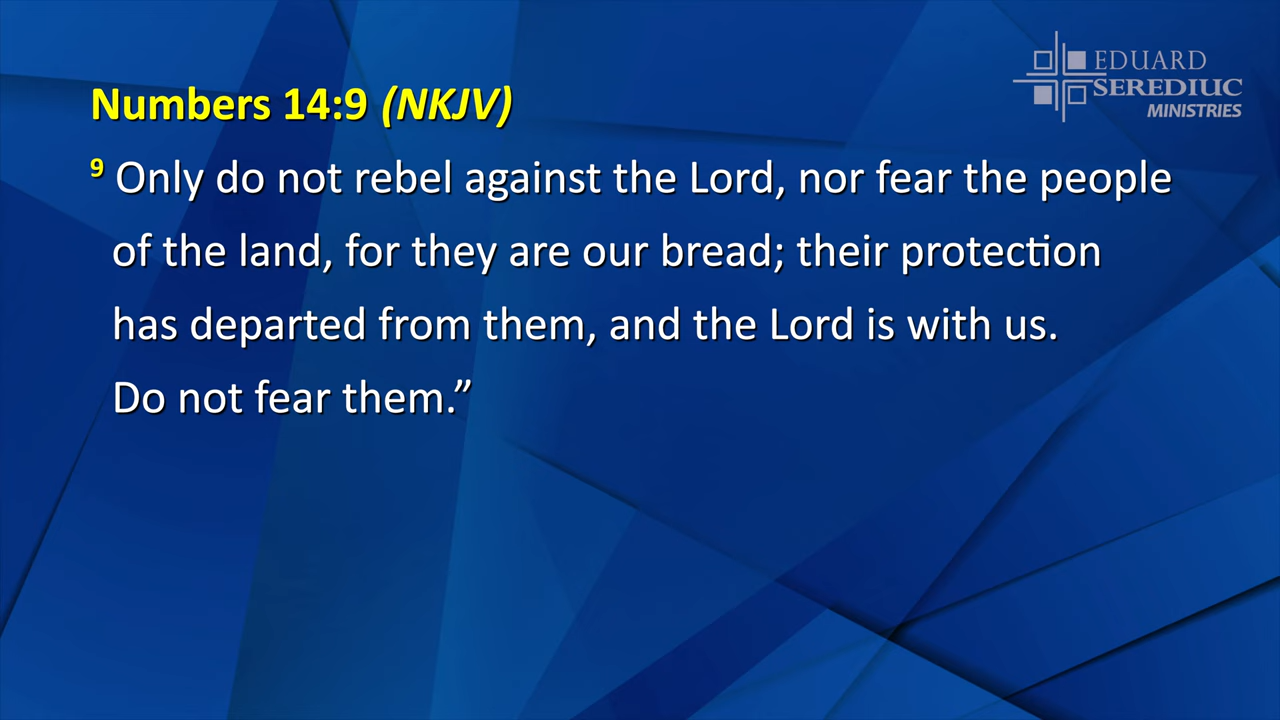 EDUARD
SEREDIUC
MINISTRIES
Numbers 14:9 (NKJV)
9 Only do not rebel against the Lord, nor fear the people
of the land, for they are our bread; their protection
has departed from them, and the Lord is with us.
Do not fear them.”